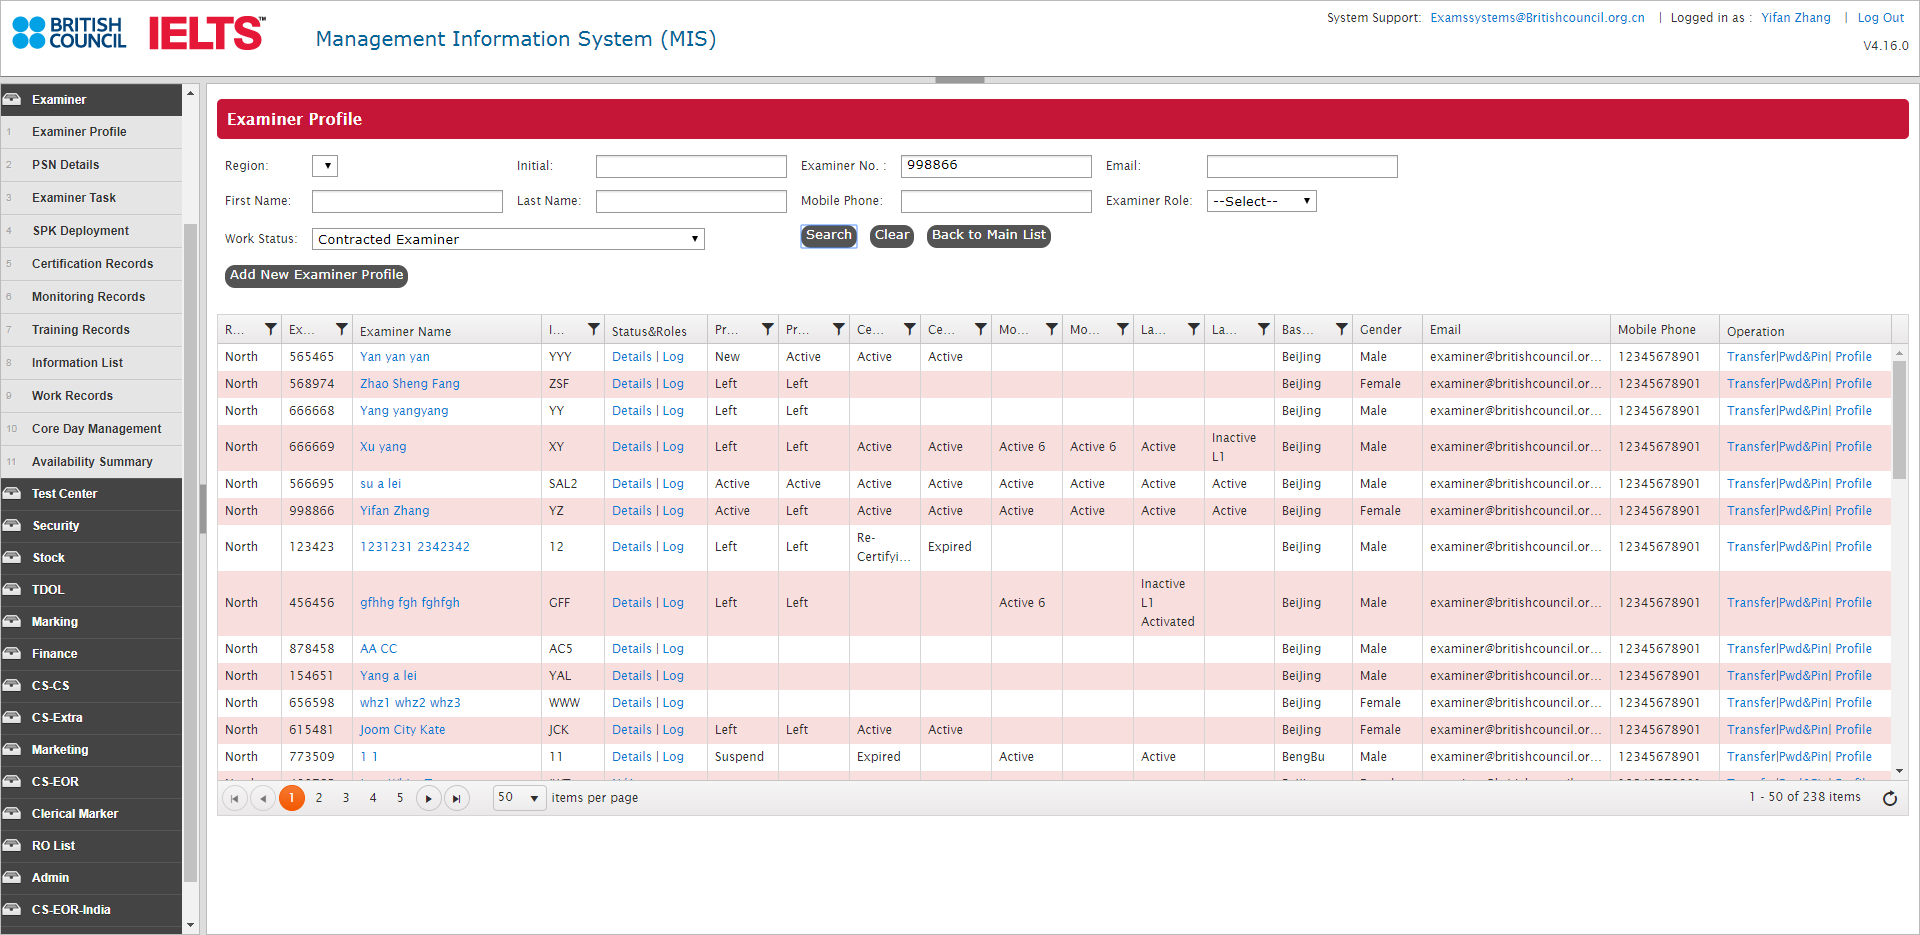 BRITISH
COUNCIL
IELTS™
Management Information System (MIS)
System Support: Examssystems@Britishcouncil.org.cn | Logged in as : Yifan Zhang | Log Out
V4.16.0
Examiner
1 Examiner Profile
2 PSN Details
3 Examiner Task
4 SPK Deployment
5 Certification Records
6 Monitoring Records
7 Training Records
8 Information List
9 Work Records
10 Core Day Management
11 Availability Summary
Test Center
Security
Stock
TDOL
Marking
Finance
CS-CS
CS-Extra
Marketing
CS-EOR
Clerical Marker
RO List
Admin
CS-EOR-India
Examiner Profile
Region: Initial: Examiner No. : 998866 Email:
First Name: Last Name: Mobile Phone: Examiner Role: --Select--
Work Status: Contracted Examiner Search Clear Back to Main List
Add New Examiner Profile
R... Ex... Examiner Name I... Status&Roles Pr... Pr... Ce... Ce... Mo... Mo... La... La... Bas... Gender Email Mobile Phone Operation
North 565465 Yan yan yan YYY Details | Log New Active Active Active BeiJing Male examiner@britishcouncil.or... 12345678901 Transfer|Pwd&Pin| Profile
North 568974 Zhao Sheng Fang ZSF Details | Log Left Left BeiJing Female examiner@britishcouncil.or... 12345678901 Transfer|Pwd&Pin| Profile
North 666668 Yang yangyang YY Details | Log Left Left BeiJing Male examiner@britishcouncil.or... 12345678901 Transfer|Pwd&Pin| Profile
North 666669 Xu yang XY Details | Log Left Left Active Active Active 6 Active 6 Active Inactive L1 BeiJing Male examiner@britishcouncil.or... 12345678901 Transfer|Pwd&Pin| Profile
North 566695 su a lei SAL2 Details | Log Active Active Active Active Active Active Active Active BeiJing Male examiner@britishcouncil.or... 12345678901 Transfer|Pwd&Pin| Profile
North 998866 Yifan Zhang YZ Details | Log Active Left Active Active Active Active Active Active BeiJing Female examiner@britishcouncil.or... 12345678901 Transfer|Pwd&Pin| Profile
North 123423 1231231 2342342 12 Details | Log Left Left Re-Certifyi... Expired BeiJing Male examiner@britishcouncil.or... 12345678901 Transfer|Pwd&Pin| Profile
North 456456 gfhhg fgh fghfgh GFF Details | Log Left Left Active 6 Inactive L1 Activated BeiJing Male examiner@britishcouncil.or... 12345678901 Transfer|Pwd&Pin| Profile
North 878458 AA CC AC5 Details | Log BeiJing Male examiner@britishcouncil.or... 12345678901 Transfer|Pwd&Pin| Profile
North 154651 Yang a lei YAL Details | Log BeiJing Male examiner@britishcouncil.or... 12345678901 Transfer|Pwd&Pin| Profile
North 656598 whz1 whz2 whz3 WWW Details | Log BeiJing Female examiner@britishcouncil.or... 12345678901 Transfer|Pwd&Pin| Profile
North 615481 Joom City Kate JCK Details | Log Left Left Active Active BeiJing Female examiner@britishcouncil.or... 12345678901 Transfer|Pwd&Pin| Profile
North 773509 1 1 11 Details | Log Suspend Expired Active Active BengBu Male examiner@britishcouncil.or... 12345678901 Transfer|Pwd&Pin| Profile
1 2 3 4 5 50 items per page 1 - 50 of 238 items